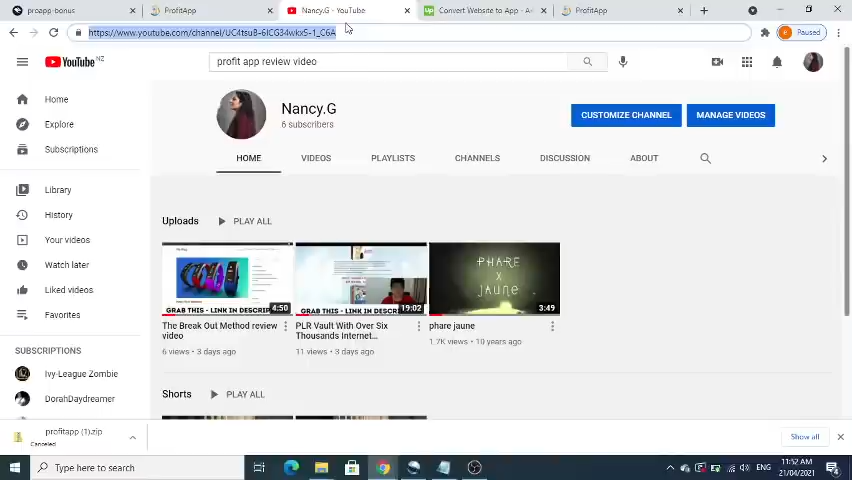 proapp-bonus
ProfitApp
Nancy.G - YouTube
Convert Website to App - A-
ProfitApp
https://www.youtube.com/channel/UC4tsuB-6ICG34wkx5-1_C6A
Paused
YouTube NZ
profit app review video
Home
Explore
Subscriptions
Library
History
Your videos
Watch later
Liked videos
Favorites
SUBSCRIPTIONS
Ivy-League Zombie
DorahDaydreamer
Nancy.G
6 subscribers
CUSTOMIZE CHANNEL
MANAGE VIDEOS
HOME
VIDEOS
PLAYLISTS
CHANNELS
DISCUSSION
ABOUT
Uploads
PLAY ALL
GRAB THIS - LINK IN DESCRIP
4:50
The Break Out Method review
video
6 views • 3 days ago
GRAB THIS - LINK IN DESCR
19:02
PLR Vault With Over Six
Thousands Internet...
11 views • 3 days ago
PHARE
X
JAUNE
3:49
phare jaune
1.7K views • 10 years ago
Shorts
PLAY ALL
profitapp (1).zip
Canceled
Show all
Type here to search
ENG
11:52 AM
21/04/2021
4